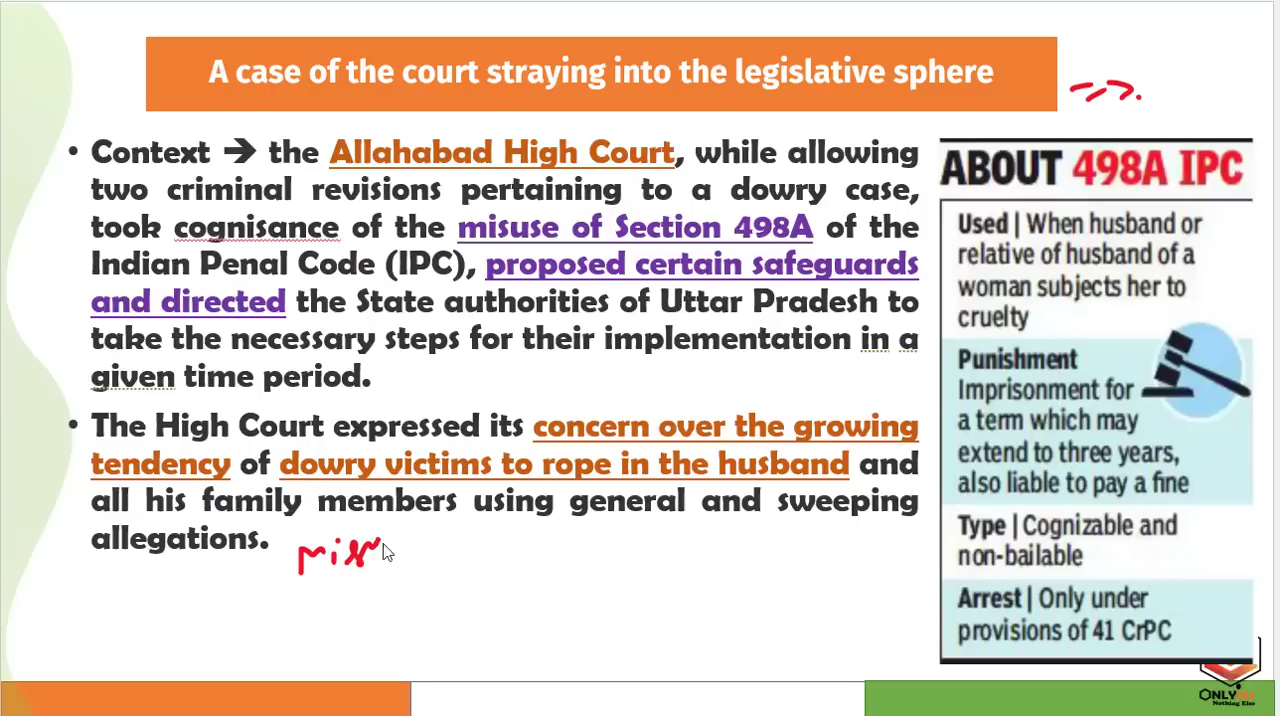 A case of the court straying into the legislative sphere
• Context ➔ the Allahabad High Court, while allowing
two criminal revisions pertaining to a dowry case,
took cognisance of the misuse of Section 498A of the
Indian Penal Code (IPC), proposed certain safeguards
and directed the State authorities of Uttar Pradesh to
take the necessary steps for their implementation in a
given time period.
• The High Court expressed its concern over the growing
tendency of dowry victims to rope in the husband and
all his family members using general and sweeping
allegations.
ABOUT 498A IPC
Used | When husband or
relative of husband of a
woman subjects her to
cruelty
Punishment
Imprisonment for
a term which may
extend to three years,
also liable to pay a fine
Type | Cognizable and
non-bailable
Arrest | Only under
provisions of 41 CrPC
ONLY IAS
Nothing Else